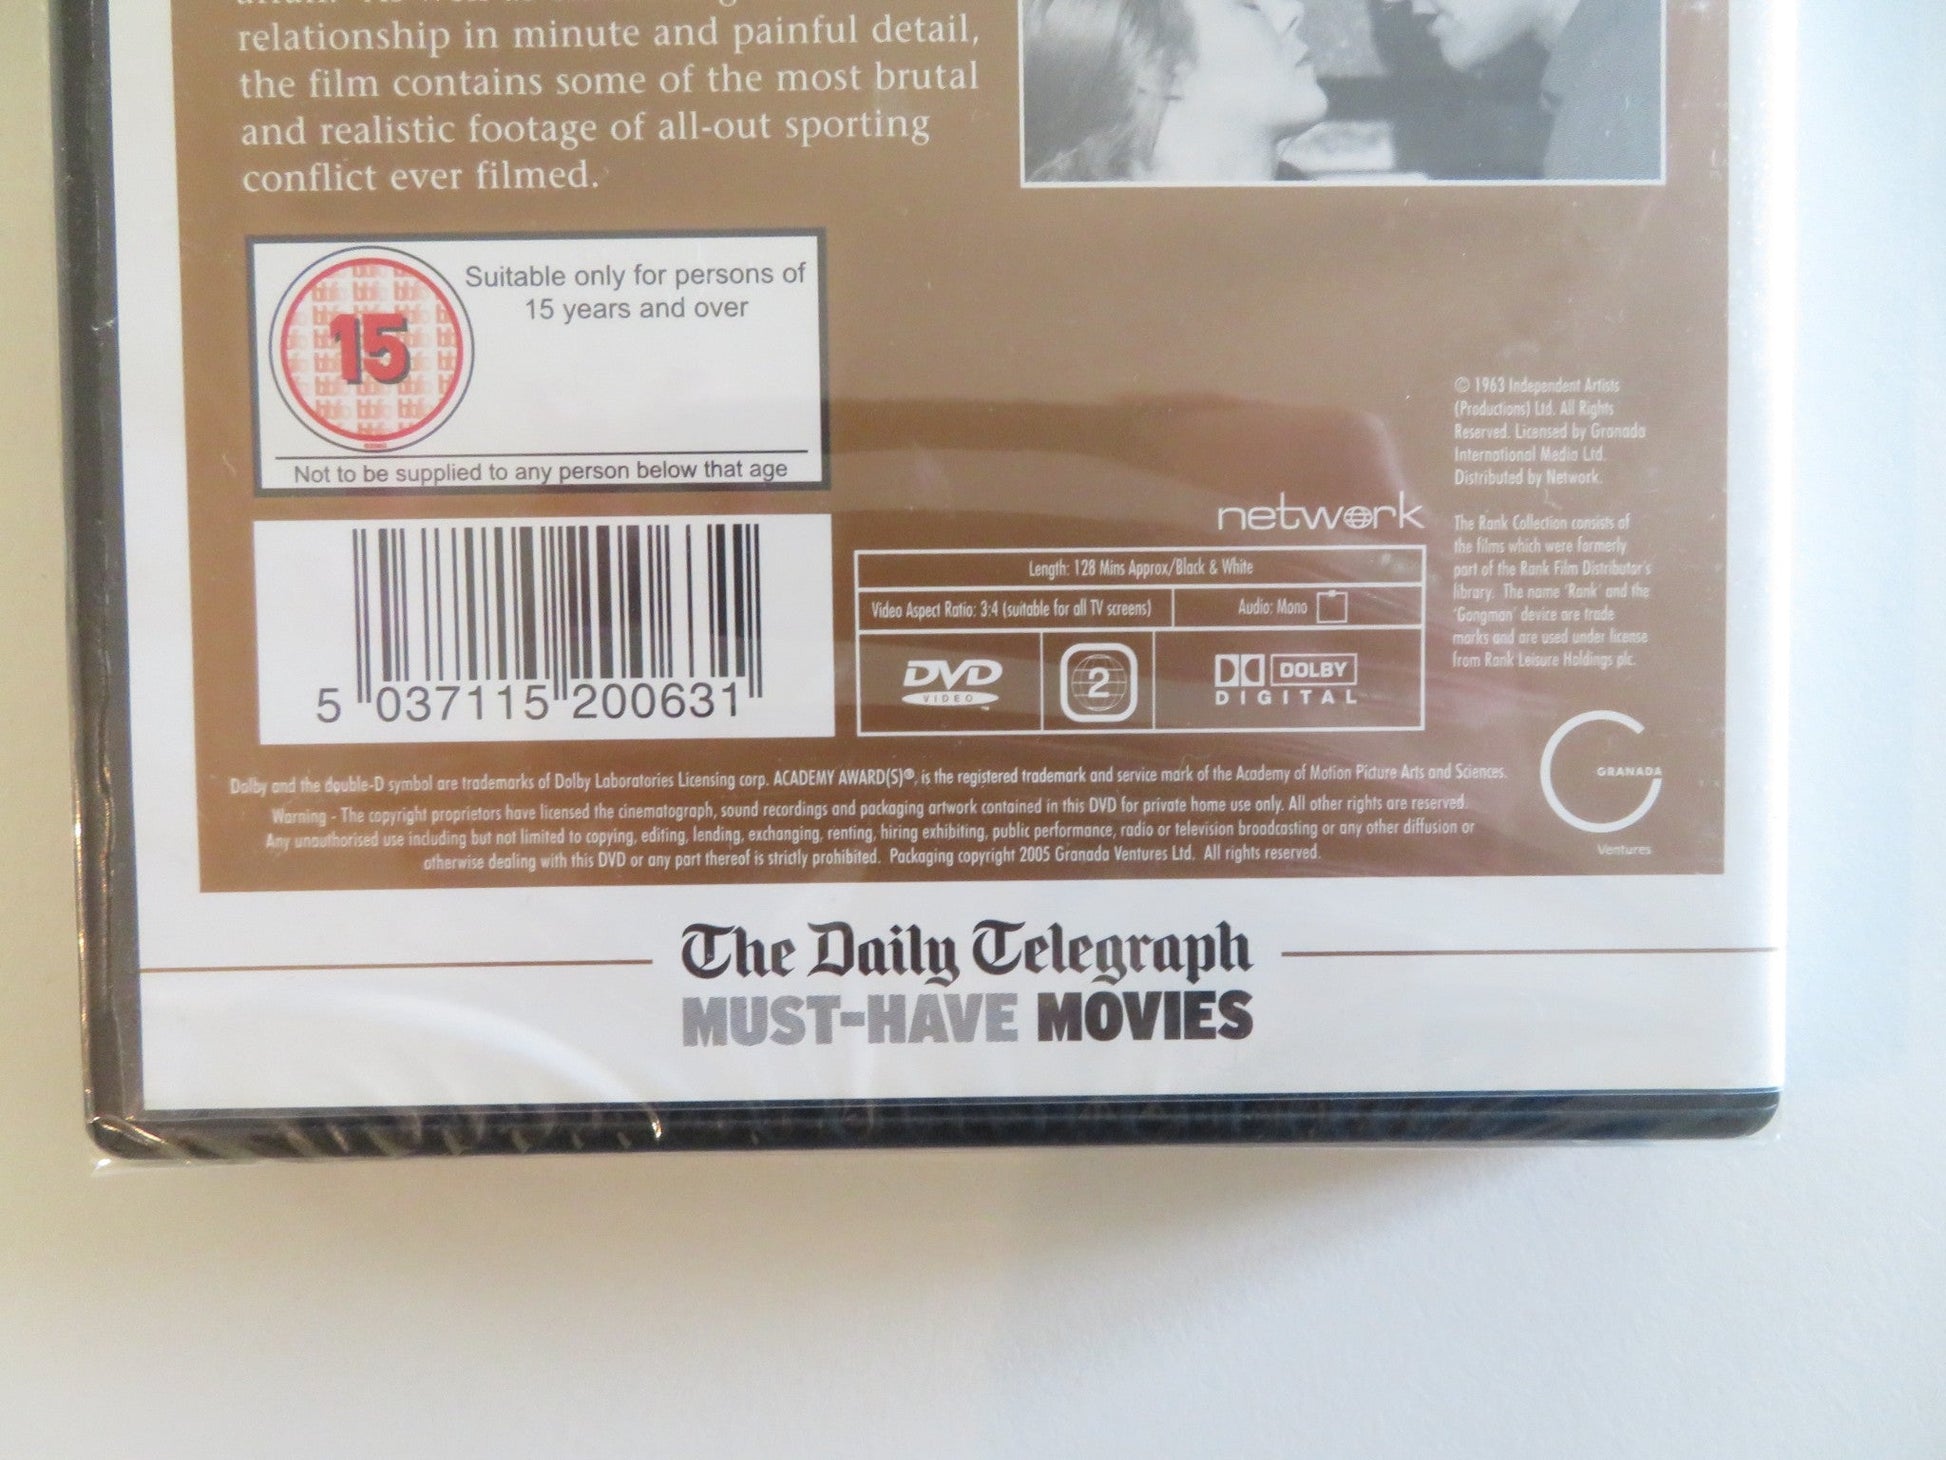 relationship in minute and painful detail,
the film contains some of the most brutal
and realistic footage of all-out sporting
conflict ever filmed.
15
Suitable only for persons of
15 years and over
Not to be supplied to any person below that age
5 037115 200631
network
Length: 128 Mins Approx/Black & White
Video Aspect Ratio: 3:4 (suitable for all TV screens)
Audio: Mono
DVD
VIDEO
2
DOLBY
DIGITAL
© 1963 Independent Artists
(Productions) Ltd. All Rights
Reserved. Licensed by Granada
International Media Ltd.
Distributed by Network.
The Rank Collection consists of
the films which were formerly
part of the Rank Film Distributor's
library. The name 'Rank' and the
'Gongman' device are trade
marks and are used under license
from Rank Leisure Holdings plc.
GRANADA
Ventures
Dolby and the double-D symbol are trademarks of Dolby Laboratories Licensing corp. ACADEMY AWARD(S)®, is the registered trademark and service mark of the Academy of Motion Picture Arts and Sciences.
Warning - The copyright proprietors have licensed the cinematograph, sound recordings and packaging artwork contained in this DVD for private home use only. All other rights are reserved.
Any unauthorised use including but not limited to copying, editing, lending, exchanging, renting, hiring exhibiting, public performance, radio or television broadcasting or any other diffusion or
otherwise dealing with this DVD or any part thereof is strictly prohibited. Packaging copyright 2005 Granada Ventures Ltd. All rights reserved.
The Daily Telegraph
MUST-HAVE MOVIES